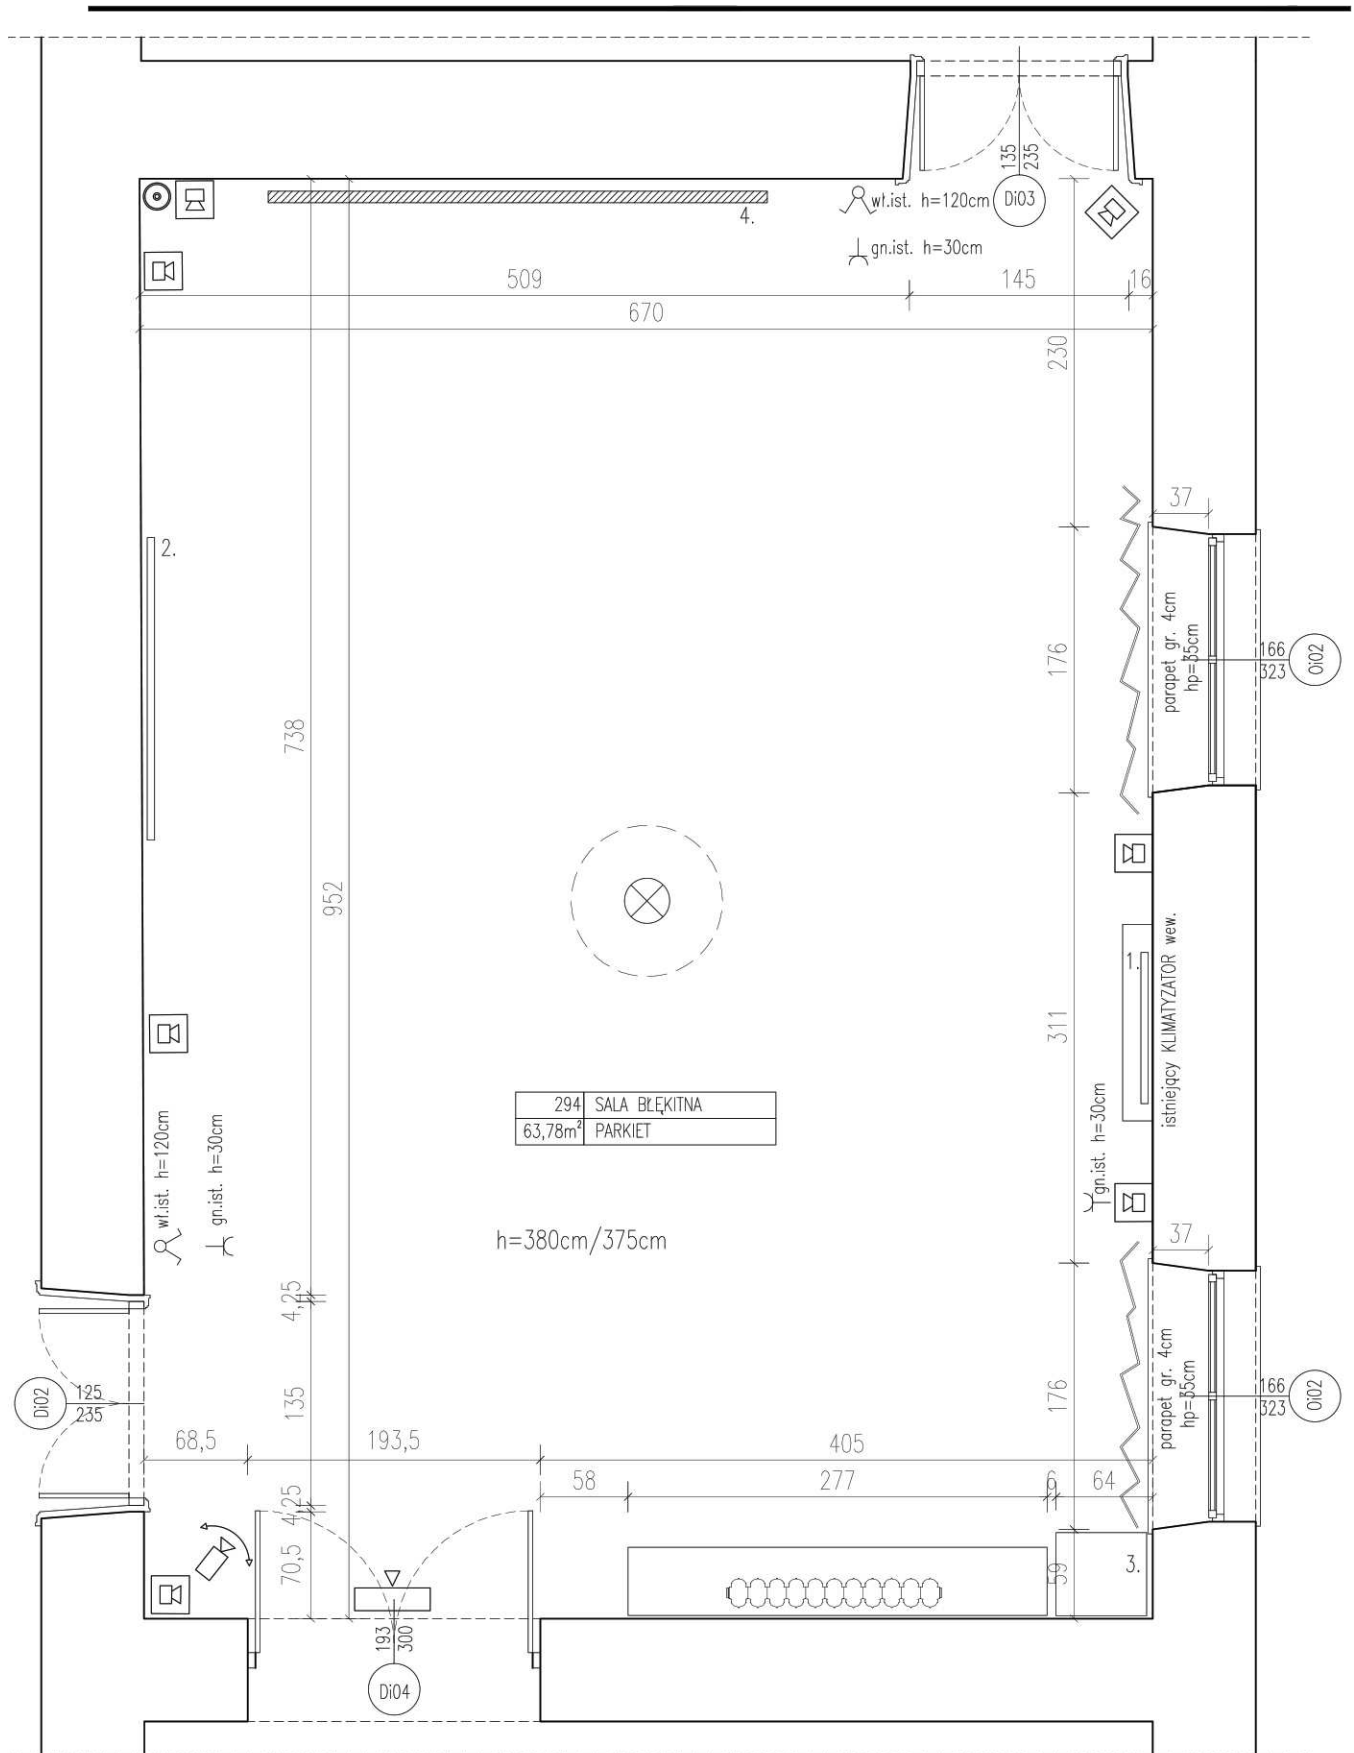 135
235
Di03
wł.ist. h=120cm
gn.ist. h=30cm
4.
509
145
16
670
230
37
2.
176
parapet gr. 4cm
hp=35cm
166
323
Oi02
738
952
1.
istniejący KLIMATYZATOR wew.
311
294 SALA BŁĘKITNA
63,78m² PARKIET
gn.ist. h=30cm
wł.ist. h=120cm
gn.ist. h=30cm
h=380cm/375cm
37
4,25
135
176
parapet gr. 4cm
hp=35cm
166
323
Oi02
Di02
125
235
68,5
193,5
405
58
277
6
64
4,25
70,5
59
3.
193
300
Di04